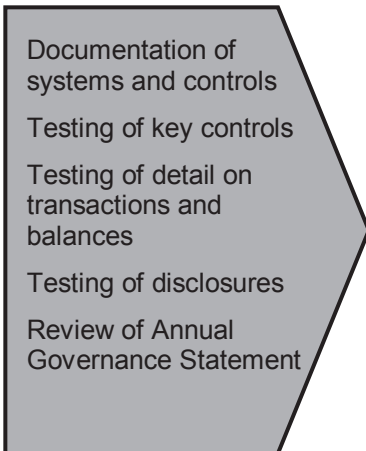 Documentation of
systems and controls
Testing of key controls
Testing of detail on
transactions and
balances
Testing of disclosures
Review of Annual
Governance Statement